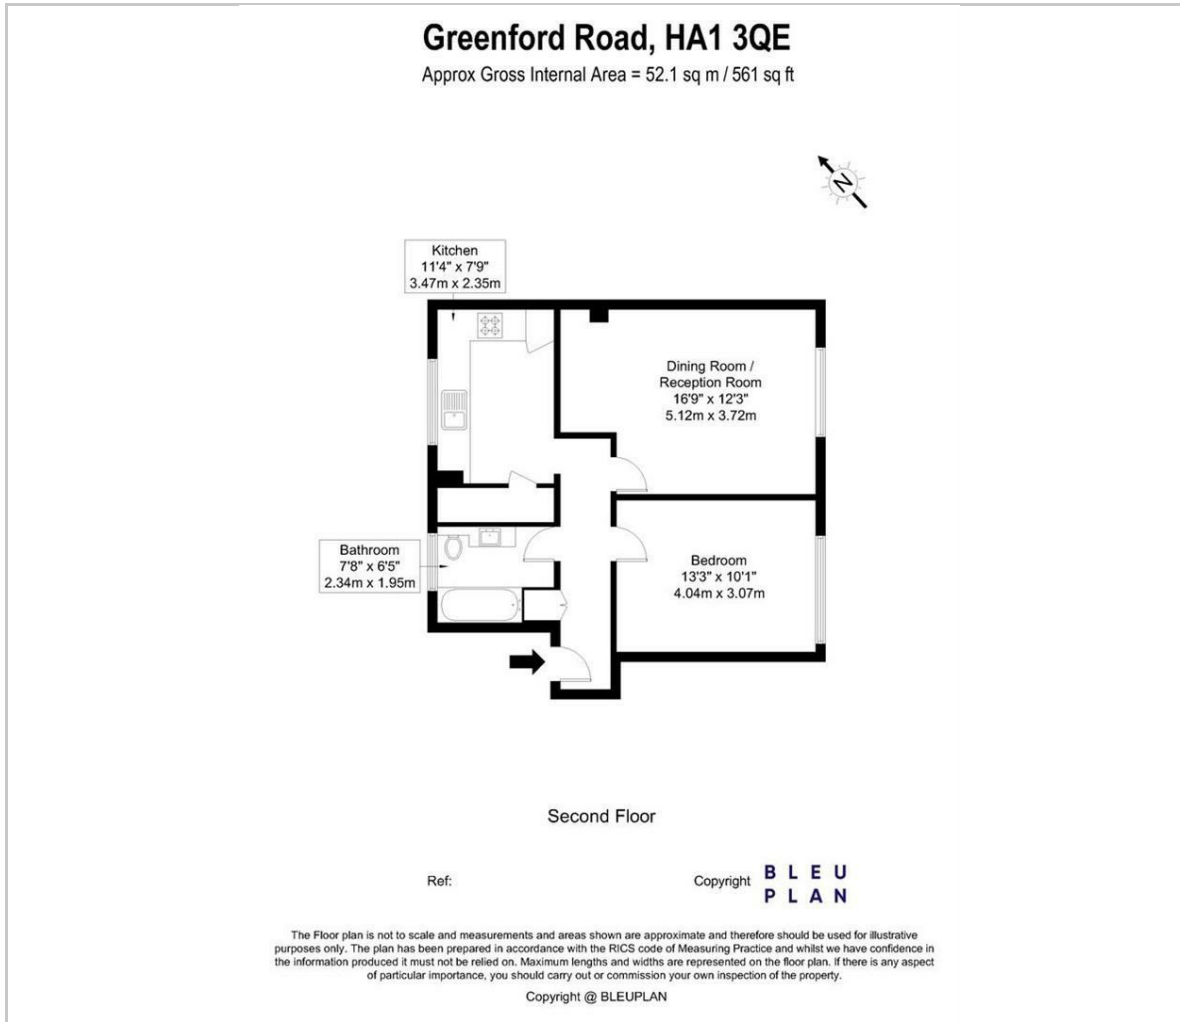 Greenford Road, HA1 3QE
Approx Gross Internal Area = 52.1 sq m / 561 sq ft
N
Kitchen
11'4" x 7'9"
3.47m x 2.35m
Dining Room /
Reception Room
16'9" x 12'3"
5.12m x 3.72m
Bathroom
7'8" x 6'5"
2.34m x 1.95m
Bedroom
13'3" x 10'1"
4.04m x 3.07m
Second Floor
Ref:
Copyright
BLEU
PLAN
The Floor plan is not to scale and measurements and areas shown are approximate and therefore should be used for illustrative
purposes only. The plan has been prepared in accordance with the RICS code of Measuring Practice and whilst we have confidence in
the information produced it must not be relied on. Maximum lengths and widths are represented on the floor plan. If there is any aspect
of particular importance, you should carry out or commission your own inspection of the property.
Copyright @ BLEUPLAN